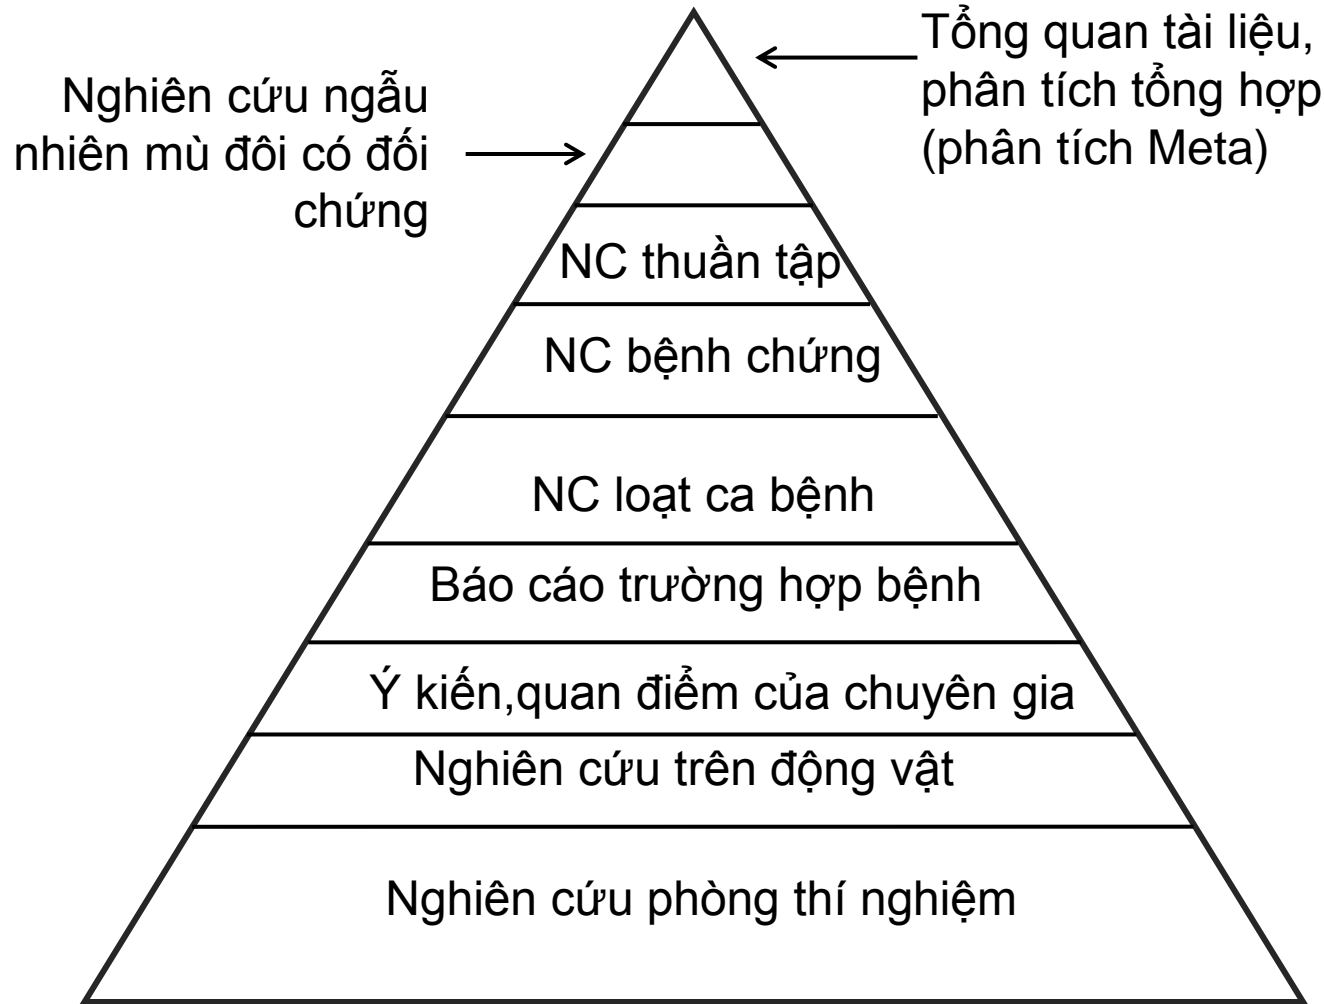 Tổng quan tài liệu,
phân tích tổng hợp
(phân tích Meta)
Nghiên cứu ngẫu
nhiên mù đôi có đối
chứng
NC thuần tập
NC bệnh chứng
NC loạt ca bệnh
Báo cáo trường hợp bệnh
Ý kiến,quan điểm của chuyên gia
Nghiên cứu trên động vật
Nghiên cứu phòng thí nghiệm